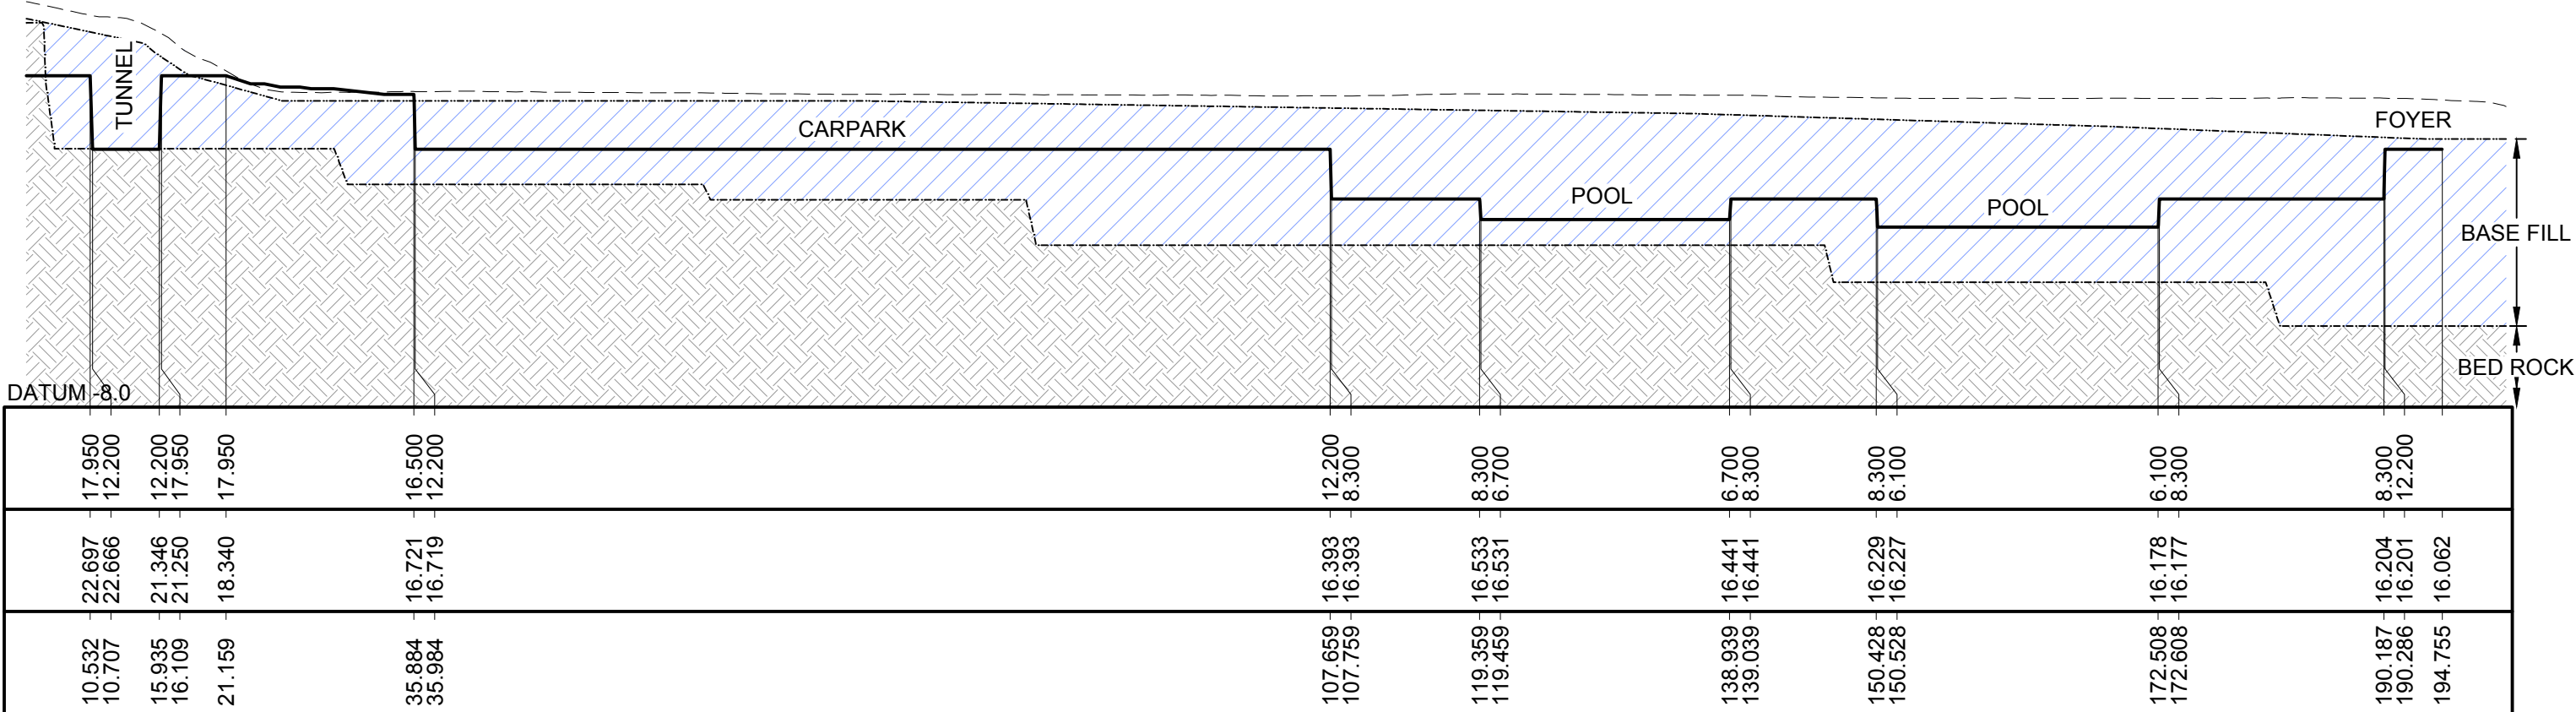 TUNNEL
CARPARK
FOYER
POOL
POOL
BASE FILL
BED ROCK
DATUM -8.0
17.950 12.200 12.200 17.950 17.950 16.500 12.200 12.200 8.300 8.300 6.700 6.700 8.300 8.300 6.100 6.100 8.300 8.300 12.200
22.697 22.666 21.346 21.250 18.340 16.721 16.719 16.393 16.393 16.533 16.531 16.441 16.441 16.229 16.227 16.178 16.177 16.204 16.201 16.062
10.532 10.707 15.935 16.109 21.159 35.884 35.984 107.659 107.759 119.359 119.459 138.939 139.039 150.428 150.528 172.508 172.608 190.187 190.286 194.755